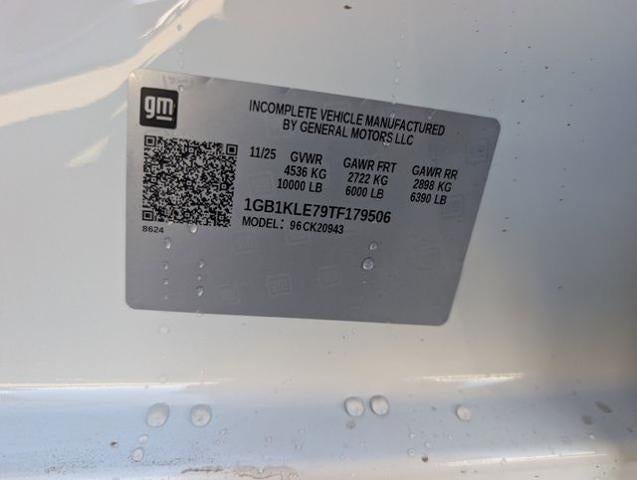 gm
INCOMPLETE VEHICLE MANUFACTURED
BY GENERAL MOTORS LLC
11/25 GVWR GAWR FRT GAWR RR
4536 KG 2722 KG 2898 KG
10000 LB 6000 LB 6390 LB
1GB1KLE79TF179506
MODEL: 96CK20943
8624